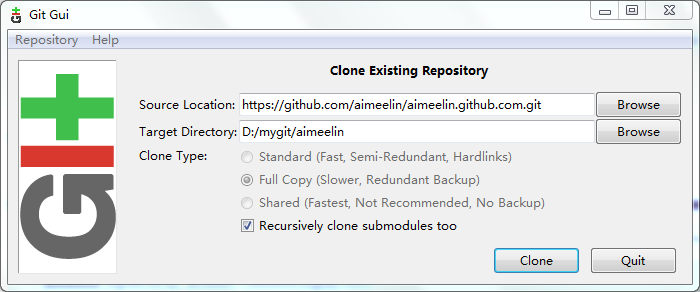 Git Gui
Repository Help
Clone Existing Repository
Source Location: https://github.com/aimeelin/aimeelin.github.com.git Browse
Target Directory: D:/mygit/aimeelin Browse
Clone Type: Standard (Fast, Semi-Redundant, Hardlinks)
Full Copy (Slower, Redundant Backup)
Shared (Fastest, Not Recommended, No Backup)
Recursively clone submodules too
Clone Quit
Git